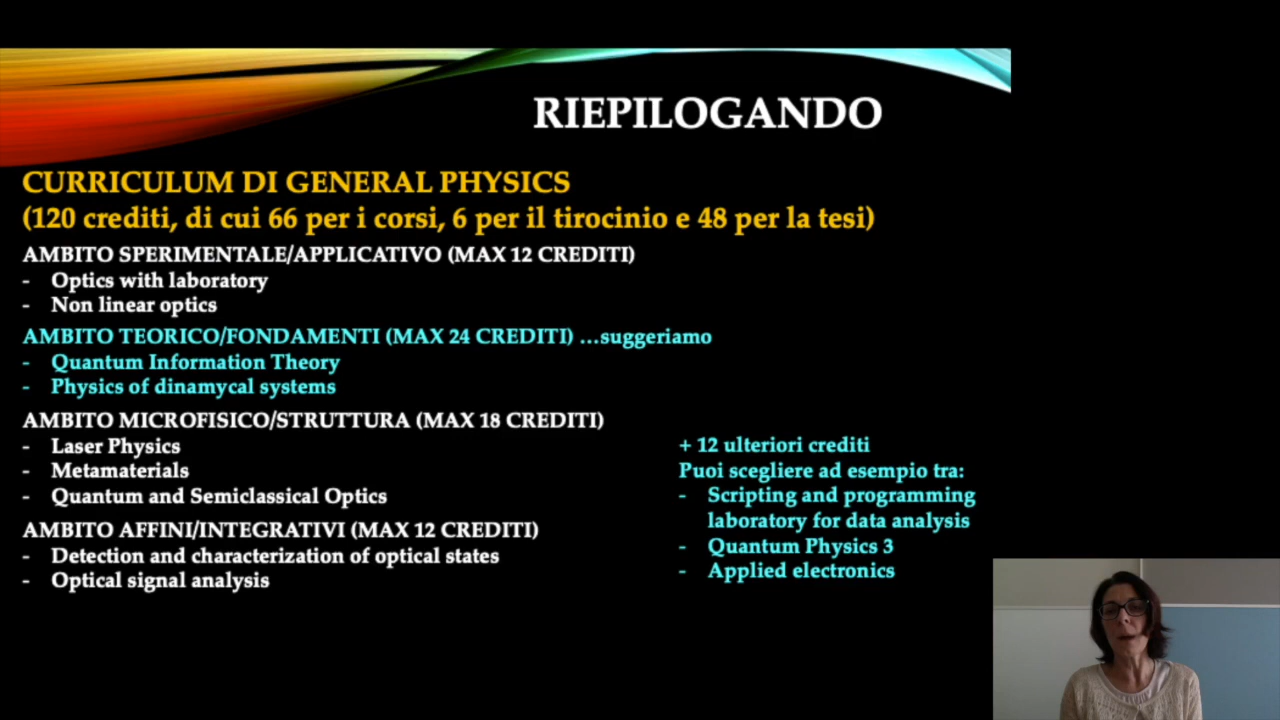 RIEPILOGANDO
CURRICULUM DI GENERAL PHYSICS
(120 crediti, di cui 66 per i corsi, 6 per il tirocinio e 48 per la tesi)
AMBITO SPERIMENTALE/APPLICATIVO (MAX 12 CREDITI)
- Optics with laboratory
- Non linear optics
AMBITO TEORICO/FONDAMENTI (MAX 24 CREDITI) …suggeriamo
- Quantum Information Theory
- Physics of dinamycal systems
AMBITO MICROFISICO/STRUTTURA (MAX 18 CREDITI)
- Laser Physics
- Metamaterials
- Quantum and Semiclassical Optics
AMBITO AFFINI/INTEGRATIVI (MAX 12 CREDITI)
- Detection and characterization of optical states
- Optical signal analysis
+ 12 ulteriori crediti
Puoi scegliere ad esempio tra:
- Scripting and programming
laboratory for data analysis
- Quantum Physics 3
- Applied electronics